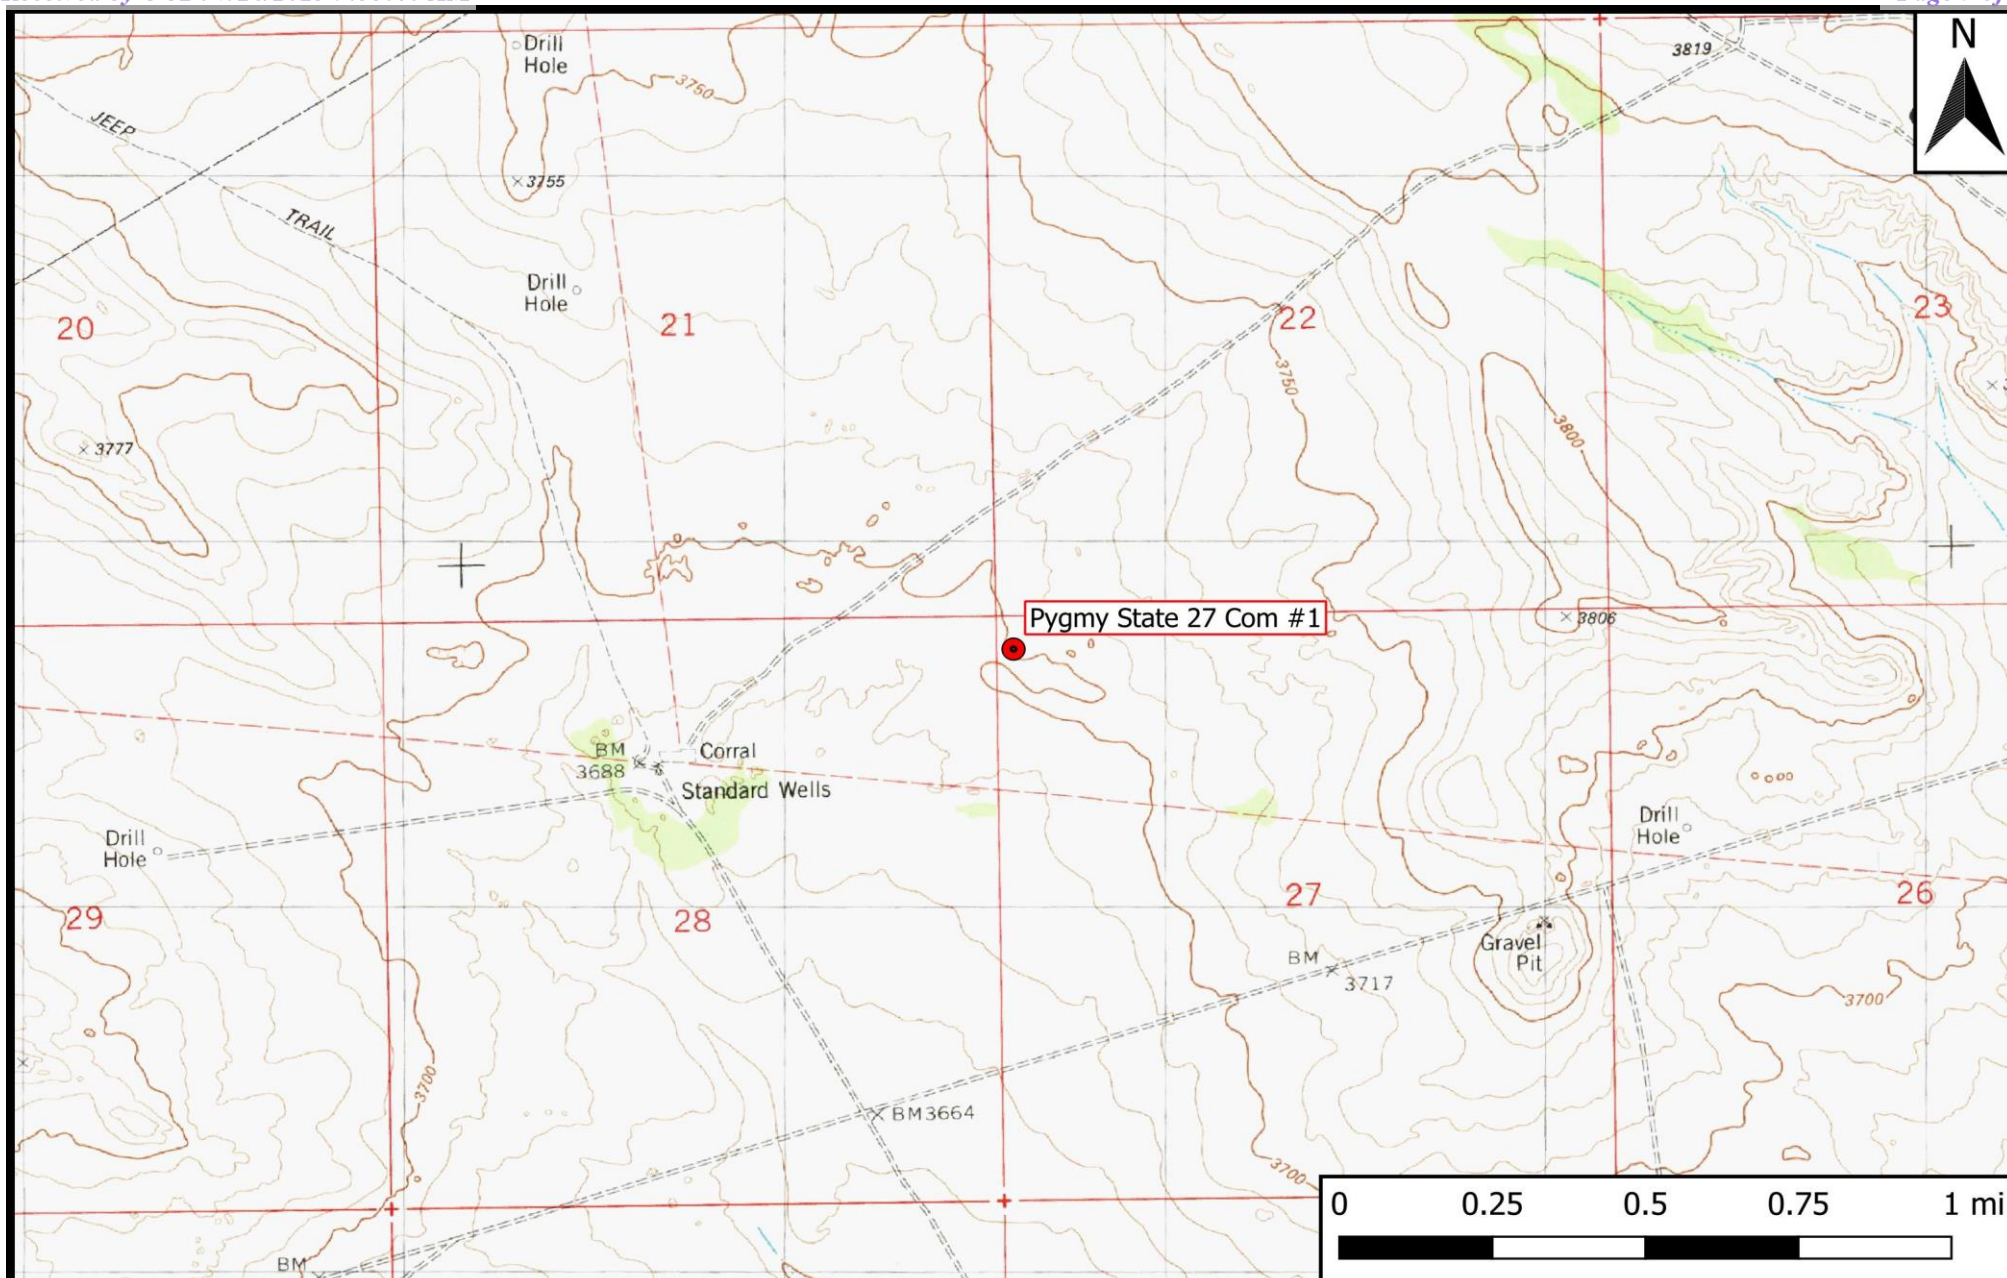 N
3819
Drill
Hole
3750
JEEP
3755
TRAIL
Drill
Hole
20
21
22
23
3750
3800
3777
Pygmy State 27 Com #1
3806
BM
3688
Corral
Standard Wells
Drill
Hole
Drill
Hole
29
28
27
26
Gravel
Pit
BM
3717
3700
3700
BM3664
3700
0 0.25 0.5 0.75 1 mi
BM